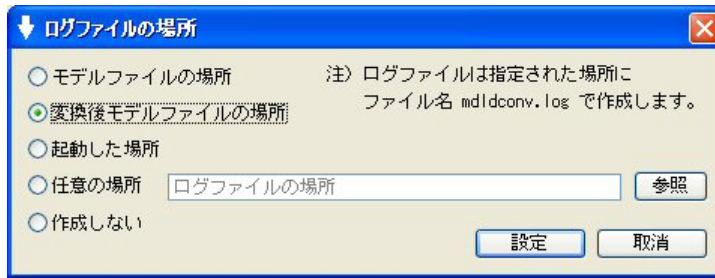 ログファイルの場所
モデルファイルの場所
変換後モデルファイルの場所
起動した場所
任意の場所 ログファイルの場所 参照
作成しない
注) ログファイルは指定された場所に
ファイル名 mdldconv.log で作成します。
設定 取消